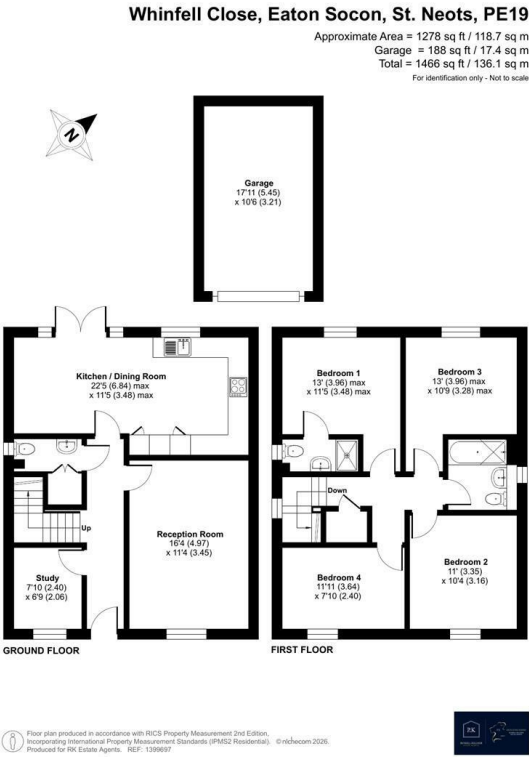 Whinfell Close, Eaton Socon, St. Neots, PE19
Approximate Area = 1278 sq ft / 118.7 sq m
Garage = 188 sq ft / 17.4 sq m
Total = 1466 sq ft / 136.1 sq m
For identification only - Not to scale
N
Garage
17'11 (5.45)
x 10'6 (3.21)
Kitchen / Dining Room
22'5 (6.84) max
x 11'5 (3.48) max
Up
Reception Room
16'4 (4.97)
x 11'4 (3.45)
Study
7'10 (2.40)
x 6'9 (2.06)
GROUND FLOOR
Bedroom 1
13' (3.96) max
x 11'5 (3.48) max
Bedroom 3
13' (3.96) max
x 10'9 (3.28) max
Down
Bedroom 4
11'11 (3.64)
x 7'10 (2.40)
Bedroom 2
11' (3.35)
x 10'4 (3.16)
FIRST FLOOR
Floor plan produced in accordance with RICS Property Measurement 2nd Edition,
Incorporating International Property Measurement Standards (IPMS2 Residential). © nichecom 2026.
Produced for RK Estate Agents. REF: 1399697